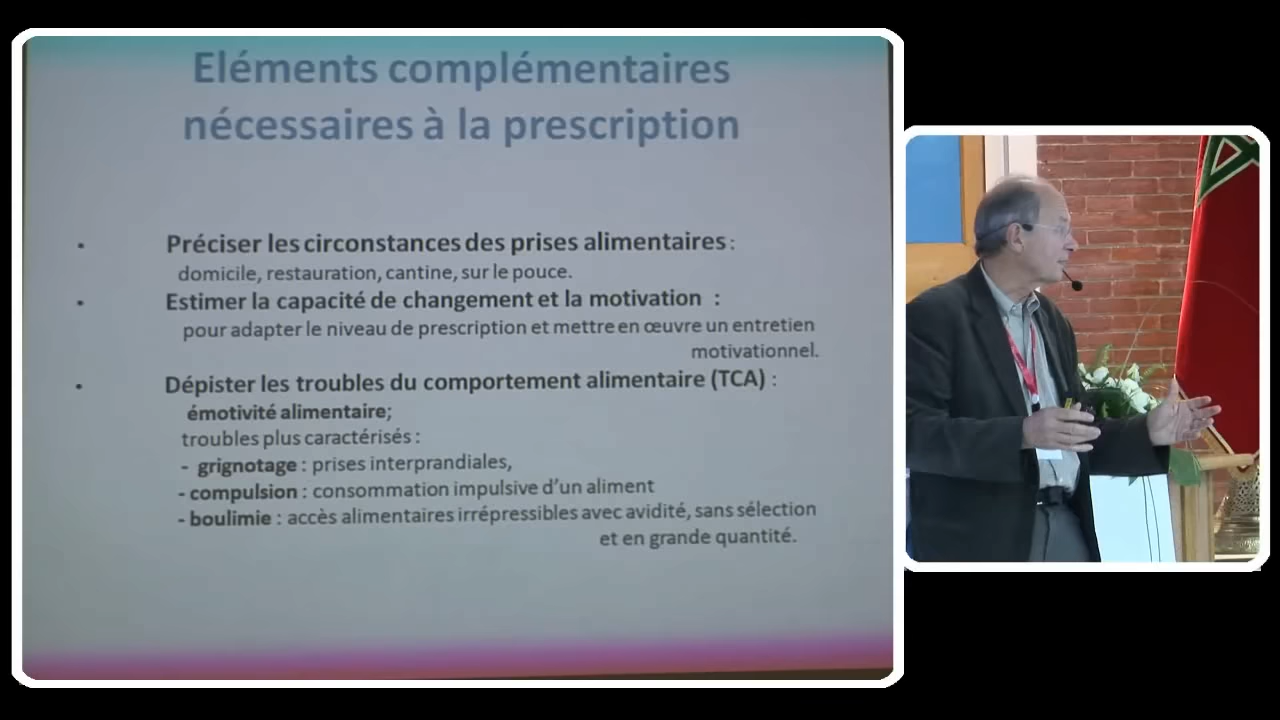 Eléments complémentaires
nécessaires à la prescription
• Préciser les circonstances des prises alimentaires :
domicile, restauration, cantine, sur le pouce.
• Estimer la capacité de changement et la motivation :
pour adapter le niveau de prescription et mettre en œuvre un entretien
motivationnel.
• Dépister les troubles du comportement alimentaire (TCA) :
émotivité alimentaire;
troubles plus caractérisés :
- grignotage : prises interprandiales,
- compulsion : consommation impulsive d'un aliment
- boulimie : accès alimentaires irrépressibles avec avidité, sans sélection
et en grande quantité.